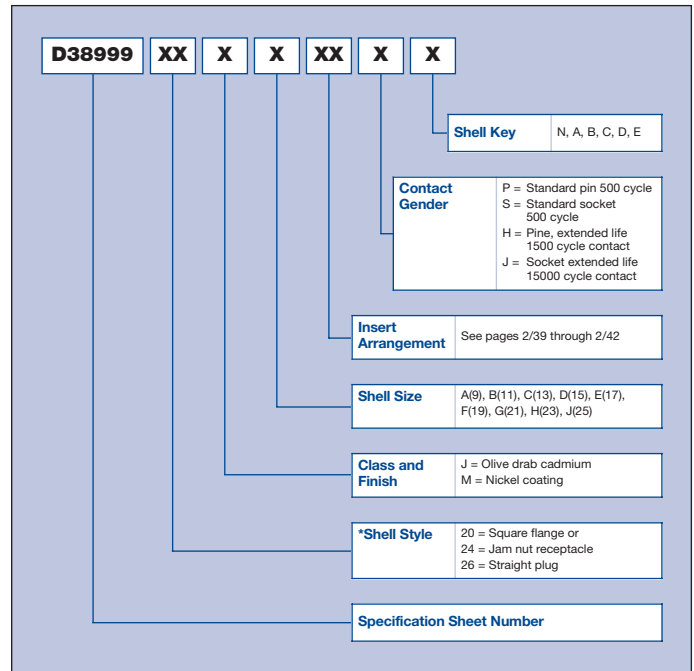 D38999 XX X X XX X X
Shell Key N, A, B, C, D, E
Contact Gender
P = Standard pin 500 cycle
S = Standard socket
500 cycle
H = Pine, extended life
1500 cycle contact
J = Socket extended life
15000 cycle contact
Insert Arrangement
See pages 2/39 through 2/42
Shell Size
A(9), B(11), C(13), D(15), E(17),
F(19), G(21), H(23), J(25)
Class and Finish
J = Olive drab cadmium
M = Nickel coating
*Shell Style
20 = Square flange or
24 = Jam nut receptacle
26 = Straight plug
Specification Sheet Number